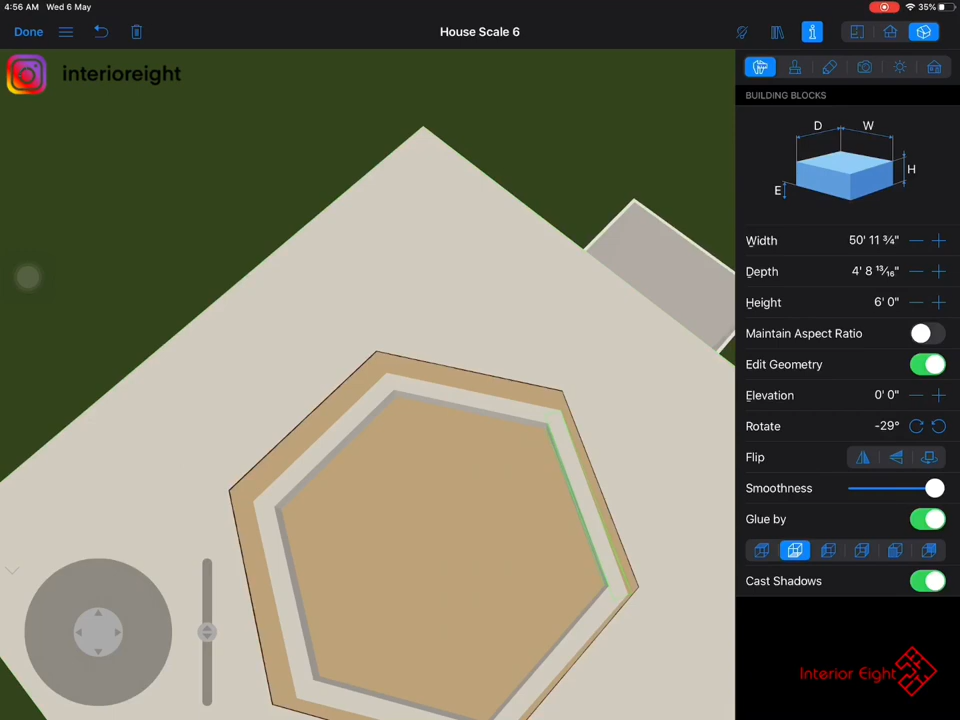 4:56 AM Wed 6 May
35%
Done
House Scale 6
interioreight
BUILDING BLOCKS
D
W
H
E
Width 50' 11 ¾"
Depth 4' 8 ¹³⁄₁₆"
Height 6' 0"
Maintain Aspect Ratio
Edit Geometry
Elevation 0' 0"
Rotate -29°
Flip
Smoothness
Glue by
Cast Shadows
Interior Eight